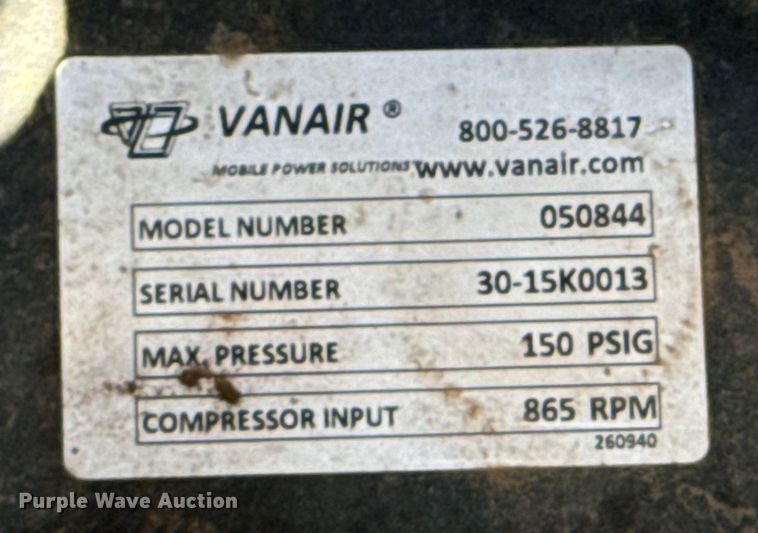 VANAIR ® 800-526-8817
MOBILE POWER SOLUTIONS www.vanair.com
MODEL NUMBER 050844
SERIAL NUMBER 30-15K0013
MAX. PRESSURE 150 PSIG
COMPRESSOR INPUT 865 RPM
260940
Purple Wave Auction